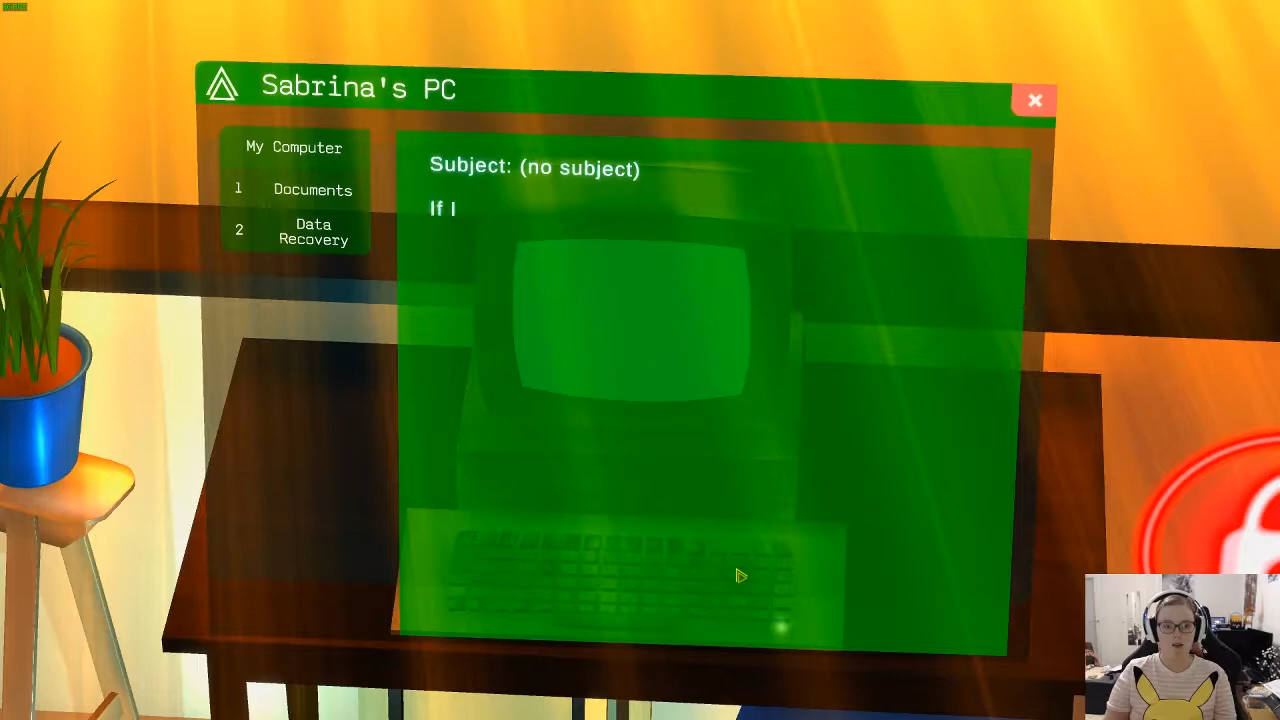 Sabrina's PC
My Computer
1 Documents
2 Data
Recovery
Subject: (no subject)
If I